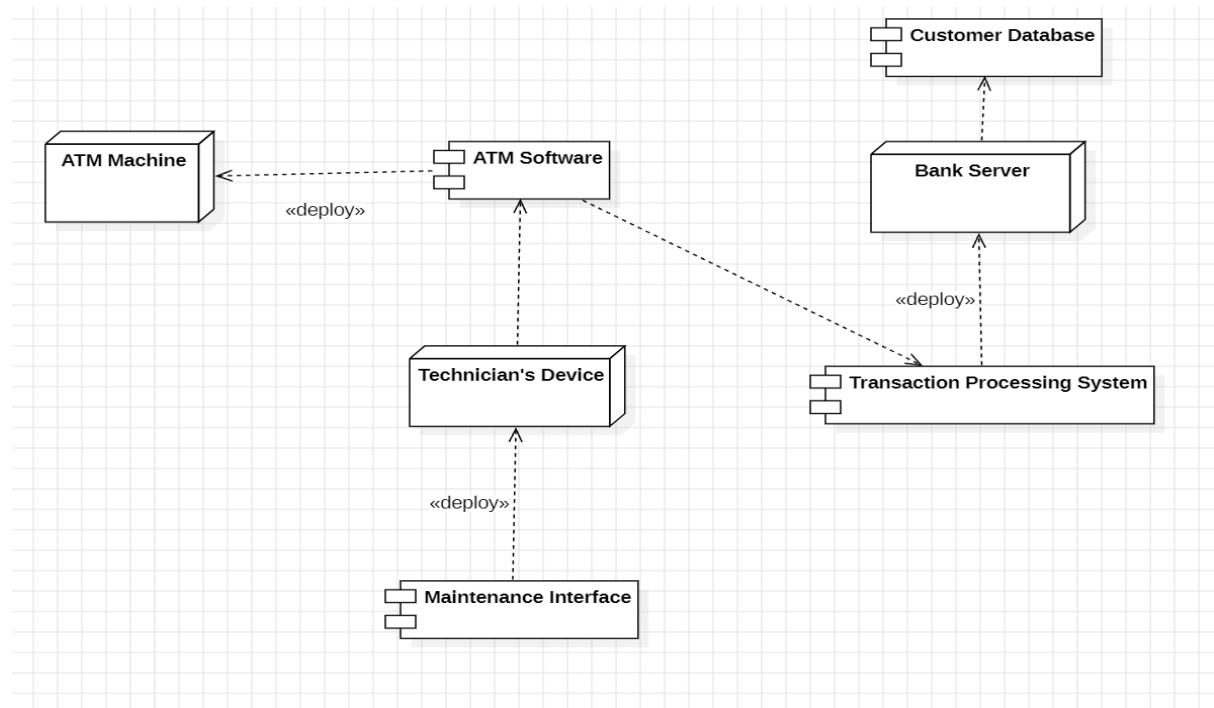 Customer Database
ATM Machine
ATM Software
Bank Server
«deploy»
«deploy»
Technician's Device
Transaction Processing System
«deploy»
Maintenance Interface